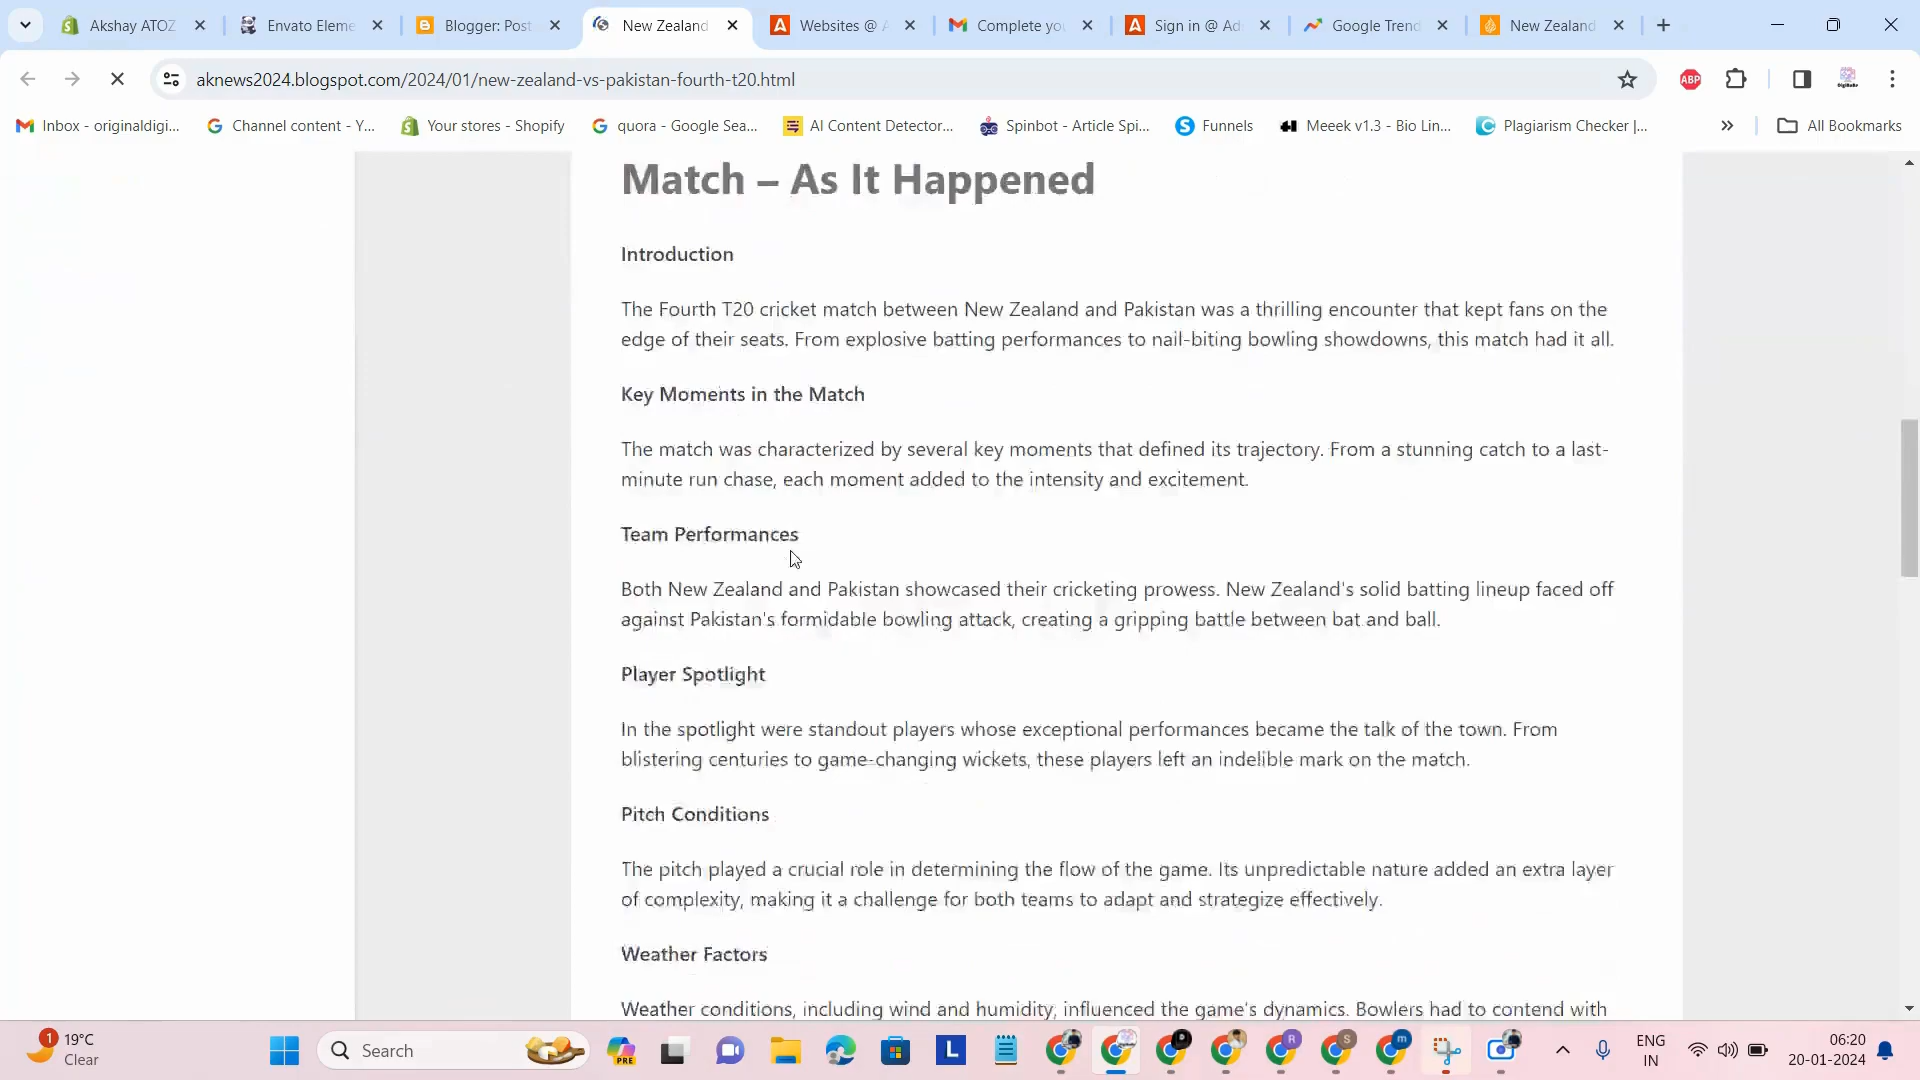 Akshay ATOZ
Envato Eleme
Blogger: Post
New Zealand
Websites @ A
Complete yo
Sign in @ Ad
Google Trend
New Zealand
aknews2024.blogspot.com/2024/01/new-zealand-vs-pakistan-fourth-t20.html
ABP
Inbox - originaldigi...
Channel content - Y...
Your stores - Shopify
quora - Google Sea...
AI Content Detector...
Spinbot - Article Spi...
Funnels
Meeek v1.3 - Bio Lin...
Plagiarism Checker |...
All Bookmarks
Match – As It Happened
Introduction
The Fourth T20 cricket match between New Zealand and Pakistan was a thrilling encounter that kept fans on the
edge of their seats. From explosive batting performances to nail-biting bowling showdowns, this match had it all.
Key Moments in the Match
The match was characterized by several key moments that defined its trajectory. From a stunning catch to a last-
minute run chase, each moment added to the intensity and excitement.
Team Performances
Both New Zealand and Pakistan showcased their cricketing prowess. New Zealand's solid batting lineup faced off
against Pakistan's formidable bowling attack, creating a gripping battle between bat and ball.
Player Spotlight
In the spotlight were standout players whose exceptional performances became the talk of the town. From
blistering centuries to game-changing wickets, these players left an indelible mark on the match.
Pitch Conditions
The pitch played a crucial role in determining the flow of the game. Its unpredictable nature added an extra layer
of complexity, making it a challenge for both teams to adapt and strategize effectively.
Weather Factors
Weather conditions, including wind and humidity, influenced the game's dynamics. Bowlers had to contend with
1
19°C
Clear
Search
PRE
L
ENG
IN
06:20
20-01-2024